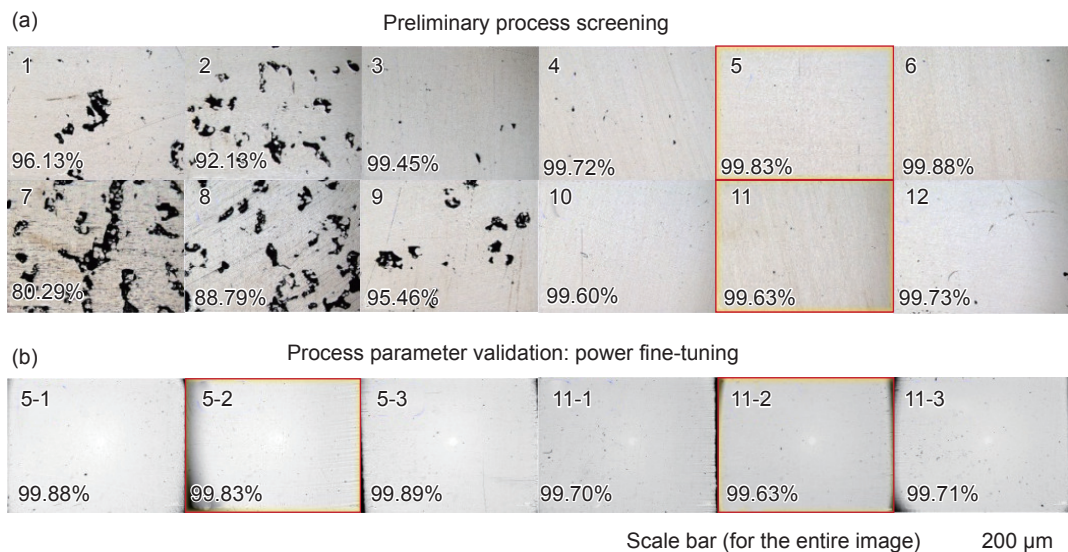 (a)
Preliminary process screening
1 2 3 4 5 6
96.13% 92.13% 99.45% 99.72% 99.83% 99.88%
7 8 9 10 11 12
80.29% 88.79% 95.46% 99.60% 99.63% 99.73%
(b)
Process parameter validation: power fine-tuning
5-1 5-2 5-3 11-1 11-2 11-3
99.88% 99.83% 99.89% 99.70% 99.63% 99.71%
Scale bar (for the entire image) 200 μm